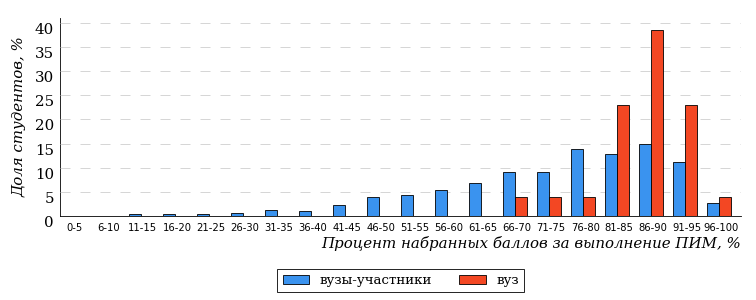 Доля студентов, %
40
35
30
25
20
15
10
5
0
0-5 6-10 11-15 16-20 21-25 26-30 31-35 36-40 41-45 46-50 51-55 56-60 61-65 66-70 71-75 76-80 81-85 86-90 91-95 96-100
Процент набранных баллов за выполнение ПИМ, %
вузы-участники вуз